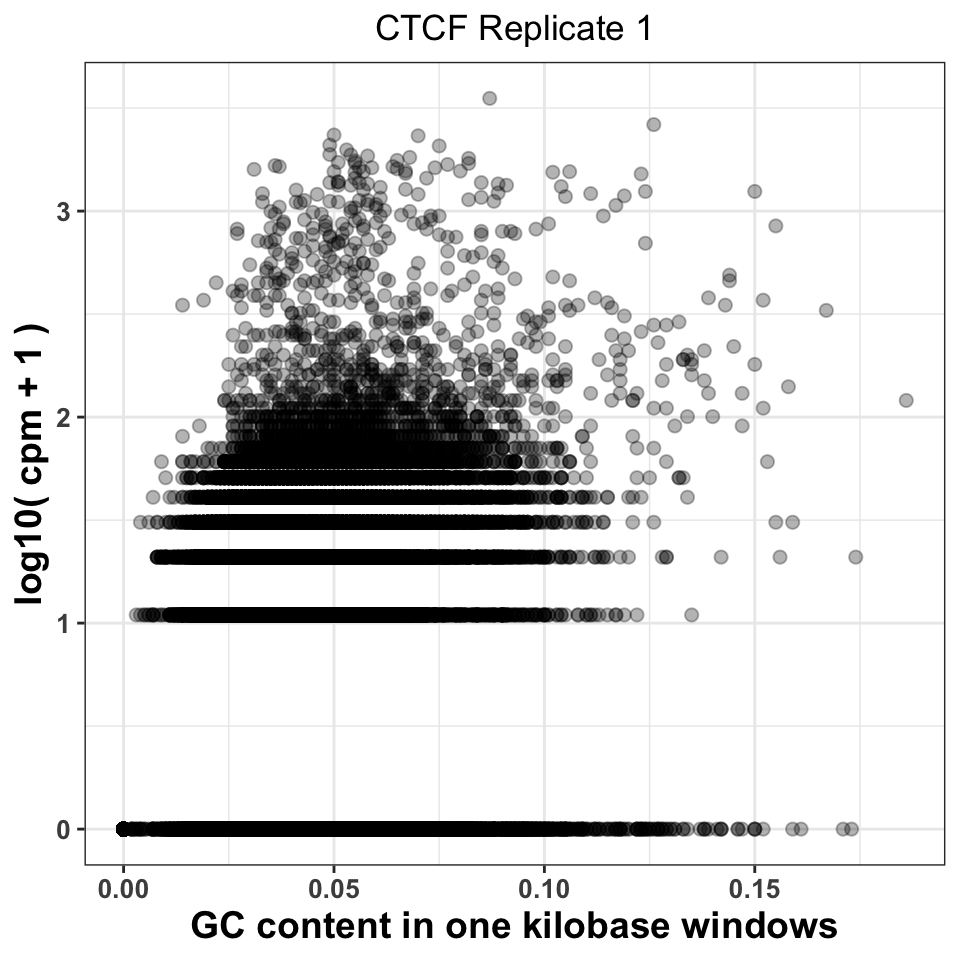 CTCF Replicate 1
log10( cpm + 1 )
3
2
1
0
0.00 0.05 0.10 0.15
GC content in one kilobase windows